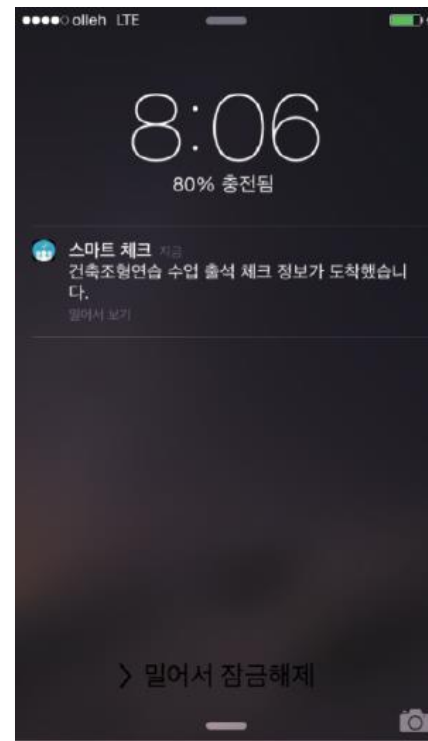 olleh LTE
8:06
80% 충전됨
스마트 체크 지금
건축조형연습 수업 출석 체크 정보가 도착했습니
다.
밀어서 보기
> 밀어서 잠금해제